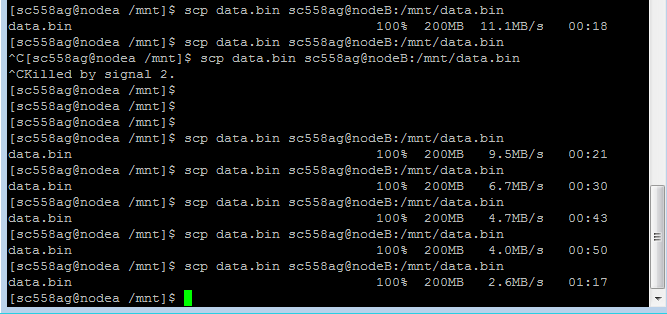 [sc558ag@nodea /mnt]$ scp data.bin sc558ag@nodeB:/mnt/data.bin
data.bin 100% 200MB 11.1MB/s 00:18
[sc558ag@nodea /mnt]$ scp data.bin sc558ag@nodeB:/mnt/data.bin
^C[sc558ag@nodea /mnt]$ scp data.bin sc558ag@nodeB:/mnt/data.bin
^CKilled by signal 2.
[sc558ag@nodea /mnt]$
[sc558ag@nodea /mnt]$
[sc558ag@nodea /mnt]$
[sc558ag@nodea /mnt]$ scp data.bin sc558ag@nodeB:/mnt/data.bin
data.bin 100% 200MB 9.5MB/s 00:21
[sc558ag@nodea /mnt]$ scp data.bin sc558ag@nodeB:/mnt/data.bin
data.bin 100% 200MB 6.7MB/s 00:30
[sc558ag@nodea /mnt]$ scp data.bin sc558ag@nodeB:/mnt/data.bin
data.bin 100% 200MB 4.7MB/s 00:43
[sc558ag@nodea /mnt]$ scp data.bin sc558ag@nodeB:/mnt/data.bin
data.bin 100% 200MB 4.0MB/s 00:50
[sc558ag@nodea /mnt]$ scp data.bin sc558ag@nodeB:/mnt/data.bin
data.bin 100% 200MB 2.6MB/s 01:17
[sc558ag@nodea /mnt]$